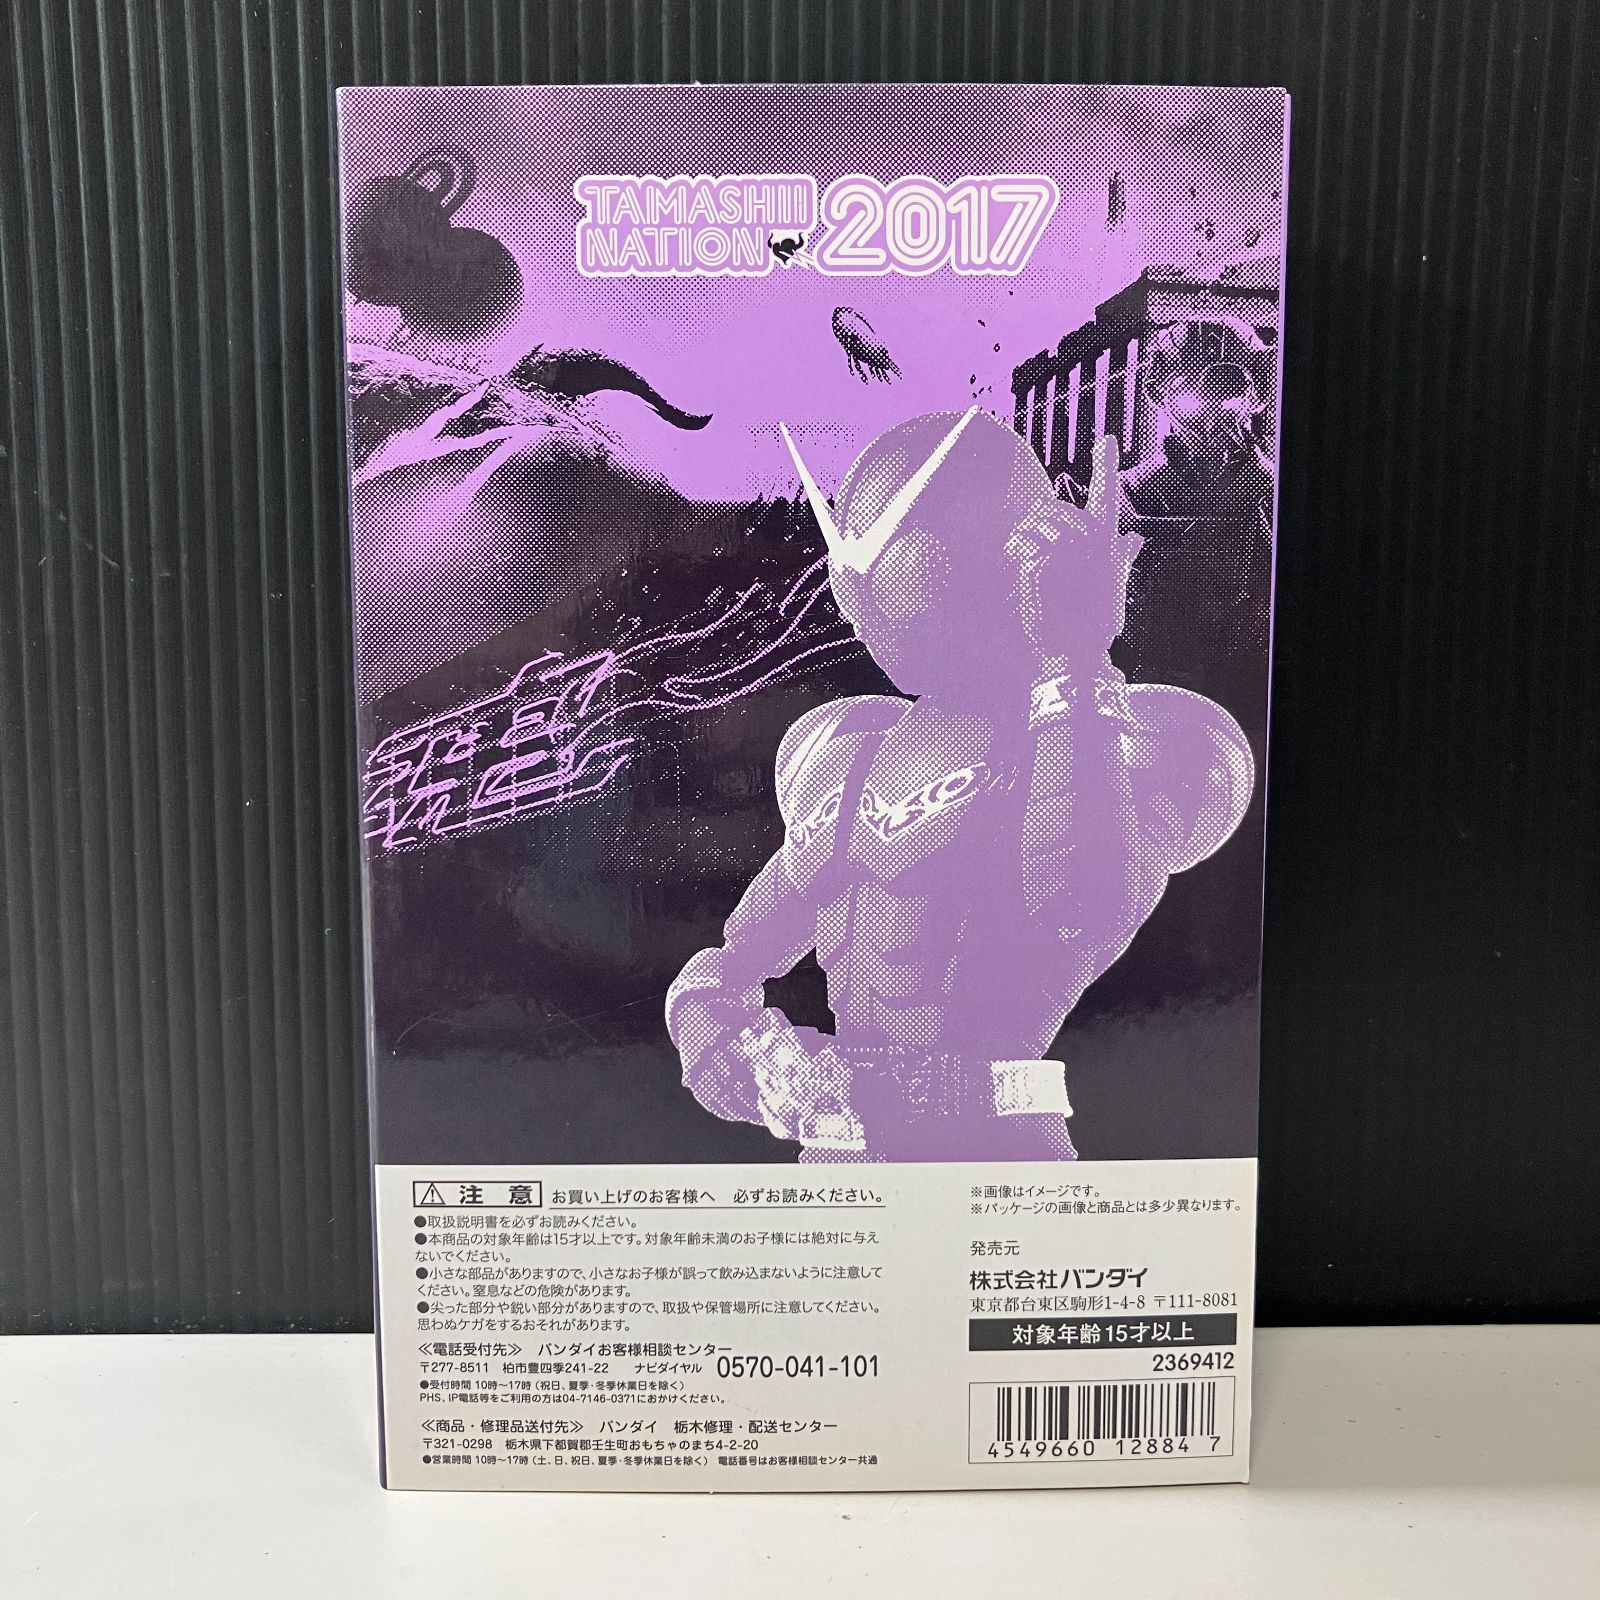 TAMASHII
NATION 2017
⚠注 意 お買い上げのお客様へ 必ずお読みください。
●取扱説明書を必ずお読みください。
●本商品の対象年齢は15才以上です。対象年齢未満のお子様には絶対に与え
ないでください。
●小さな部品がありますので、小さなお子様が誤って飲み込まないように注意して
ください。窒息などの危険があります。
●尖った部分や鋭い部分がありますので、取扱や保管場所に注意してください。
思わぬケガをするおそれがあります。
≪電話受付先≫ バンダイお客様相談センター
〒277-8511 柏市豊四季241-22 ナビダイヤル 0570-041-101
●受付時間 10時～17時（祝日、夏季・冬季休業日を除く）
PHS、IP電話等をご利用の方は04-7146-0371におかけください。
≪商品・修理品送付先≫ バンダイ 栃木修理・配送センター
〒321-0298 栃木県下都賀郡壬生町おもちゃのまち4-2-20
●営業時間 10時～17時（土、日、祝日、夏季・冬季休業日を除く） 電話番号はお客様相談センター共通
※画像はイメージです。
※パッケージの画像と商品とは多少異なります。
発売元
株式会社バンダイ
東京都台東区駒形1-4-8 〒111-8081
対象年齢15才以上
2369412
4549660 12884 7